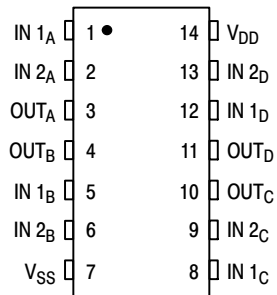 IN 1A 1 14 VDD
IN 2A 2 13 IN 2D
OUTA 3 12 IN 1D
OUTB 4 11 OUTD
IN 1B 5 10 OUTC
IN 2B 6 9 IN 2C
VSS 7 8 IN 1C